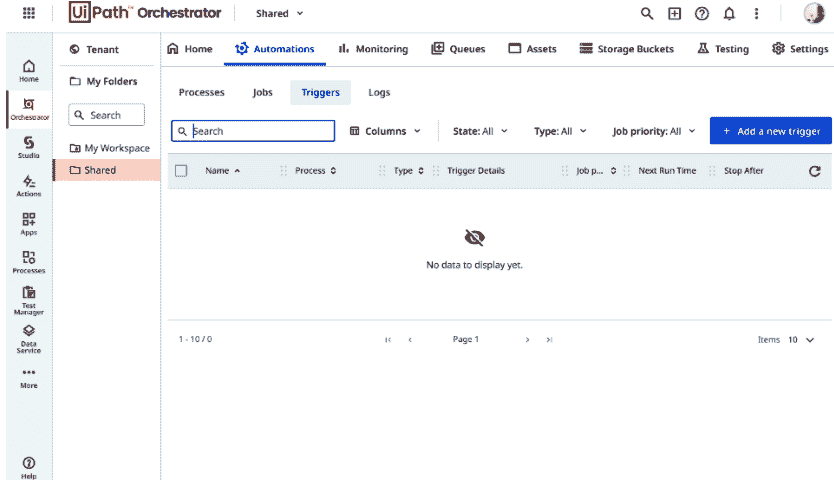 UiPath™ Orchestrator Shared
Tenant
Home Automations Monitoring Queues Assets Storage Buckets Testing Settings
Home
My Folders
Processes Jobs Triggers Logs
Orchestrator
Search
Search Columns State: All Type: All Job priority: All + Add a new trigger
Studio
My Workspace
Shared
Name Process Type Trigger Details Job p... Next Run Time Stop After
Actions
Apps
No data to display yet.
Processes
Test
Manager
1 - 10 / 0 Page 1 Items 10
Data
Service
More
Help